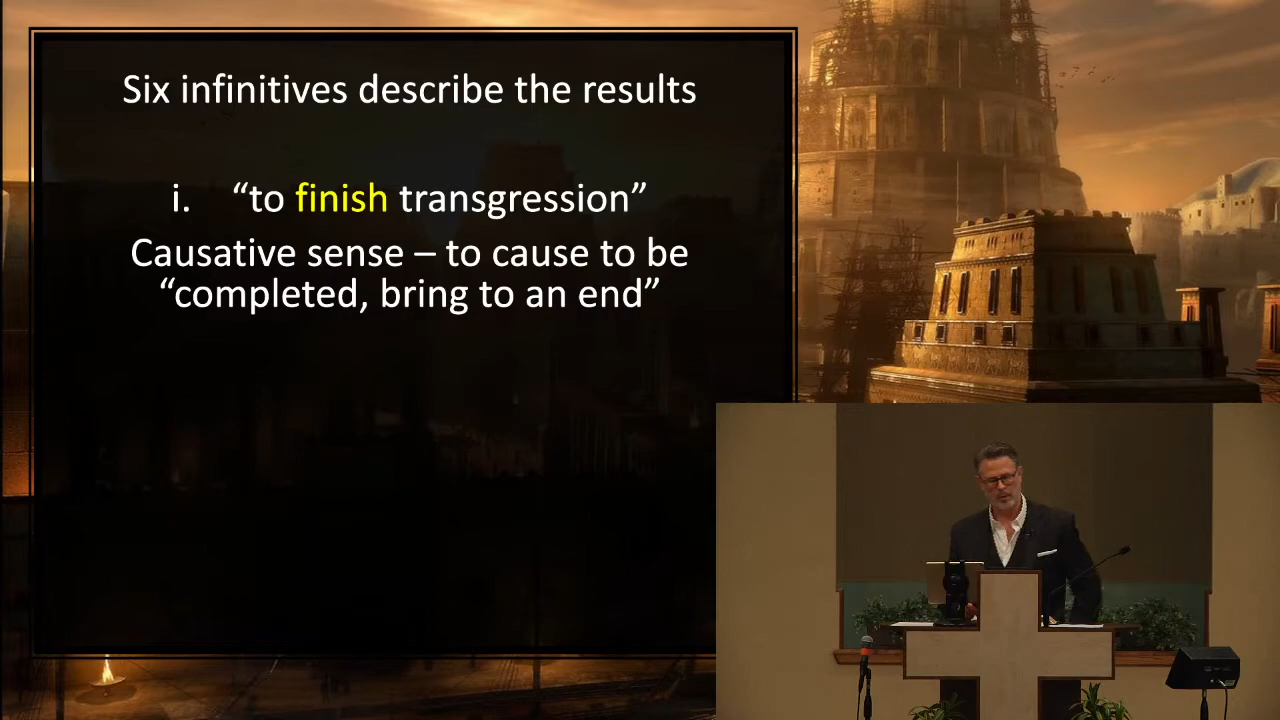 Six infinitives describe the results
i. “to finish transgression”
Causative sense – to cause to be
“completed, bring to an end”